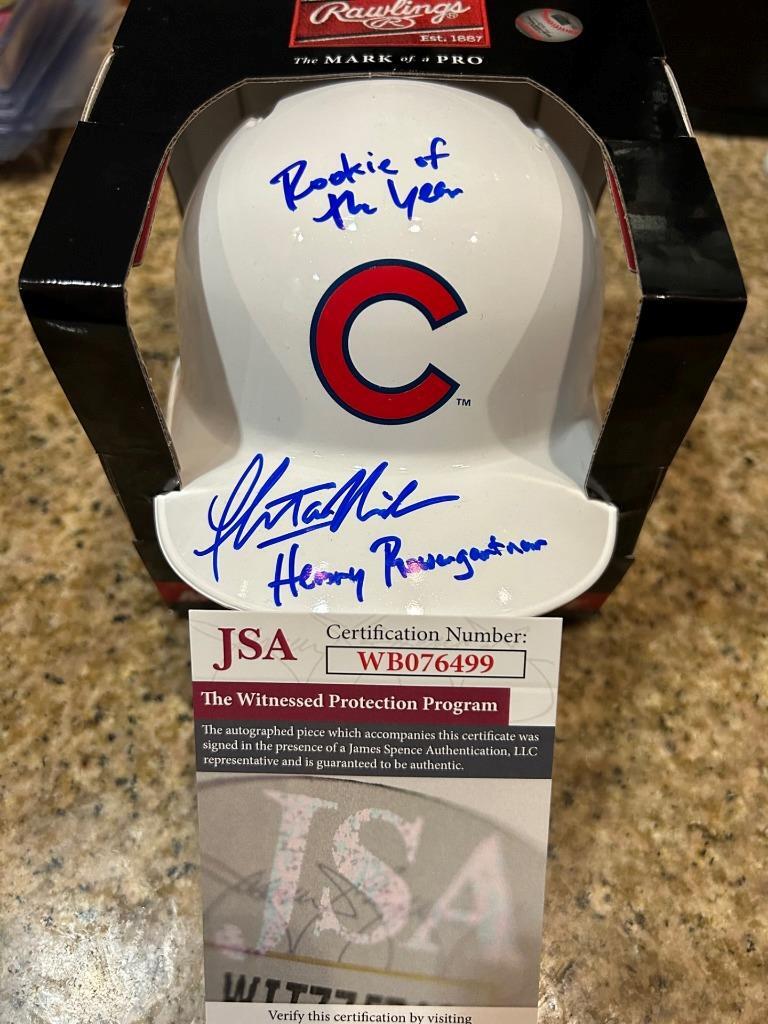 Rawlings
R
Est. 1887
The MARK of a PRO
Rookie of
the Year
C
TM
Henry Rowengartner
JSA
Certification Number:
WB076499
The Witnessed Protection Program
The autographed piece which accompanies this certificate was
signed in the presence of a James Spence Authentication, LLC
representative and is guaranteed to be authentic.
JSA
Verify this certification by visiting